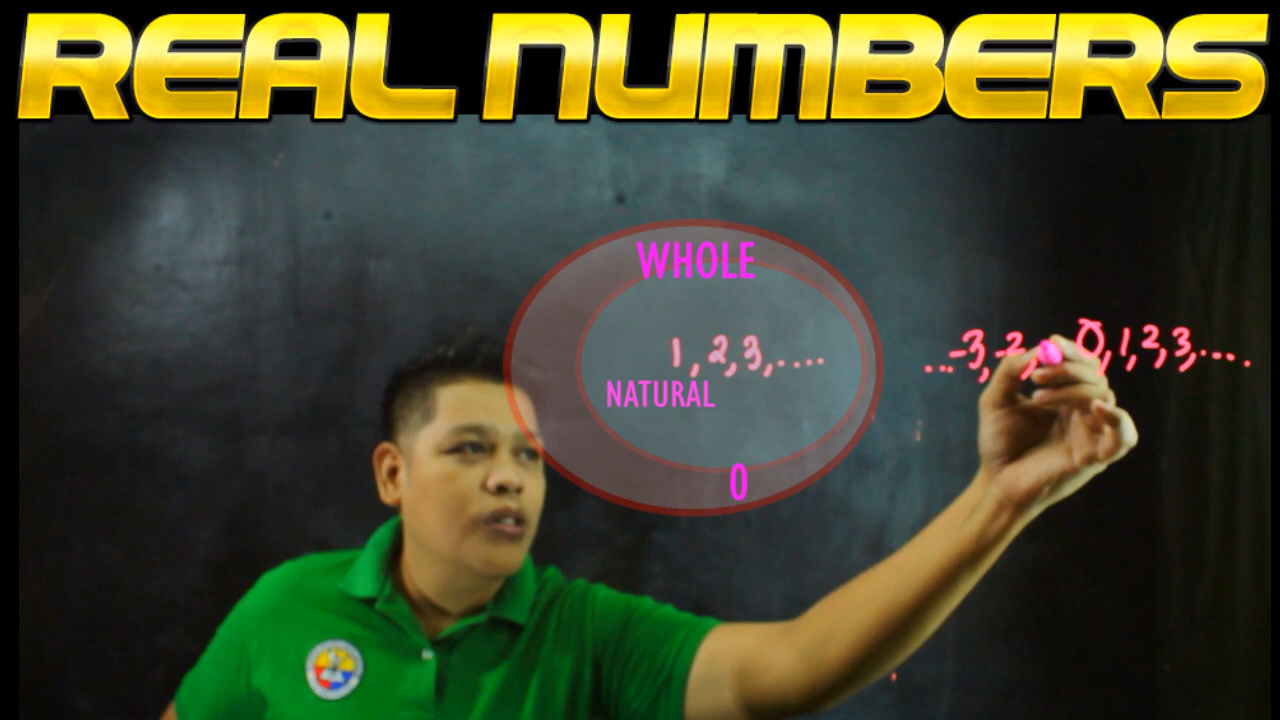 REAL NUMBERS
WHOLE
1, 2, 3, ....
NATURAL
0
...-3, -2, 0, 1, 2, 3, ....